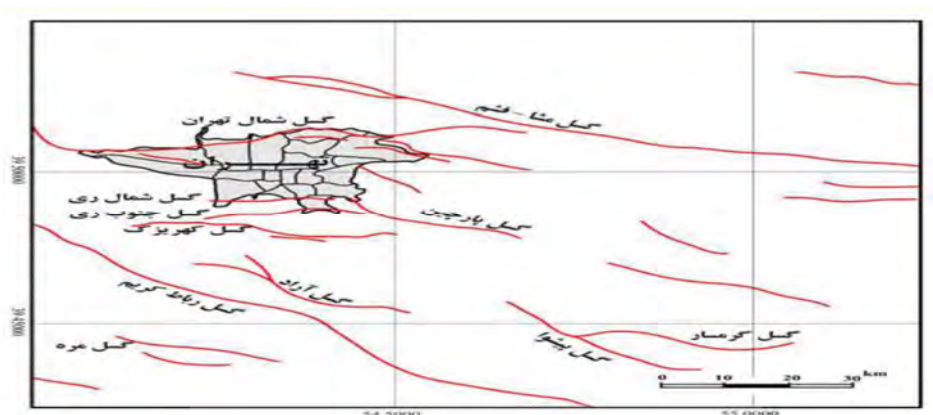 گسل مشا - فشم
گسل شمال تهران
تهران
گسل شمال ری
گسل جنوب ری
گسل کهریزک
گسل پارچین
گسل آراد
گسل رباط کریم
گسل گرمسار
گسل پیشوا
گسل مره
km
0 10 20 30